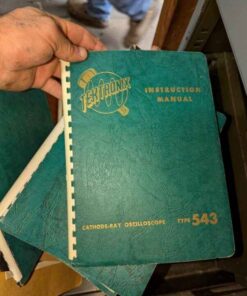 TEKTRONIX
INSTRUCTION
MANUAL
CATHODE-RAY OSCILLOSCOPE TYPE 543